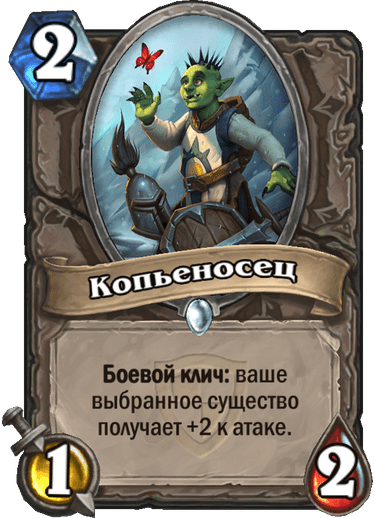 2
Копьеносец
Боевой клич: ваше
выбранное существо
получает +2 к атаке.
1
2